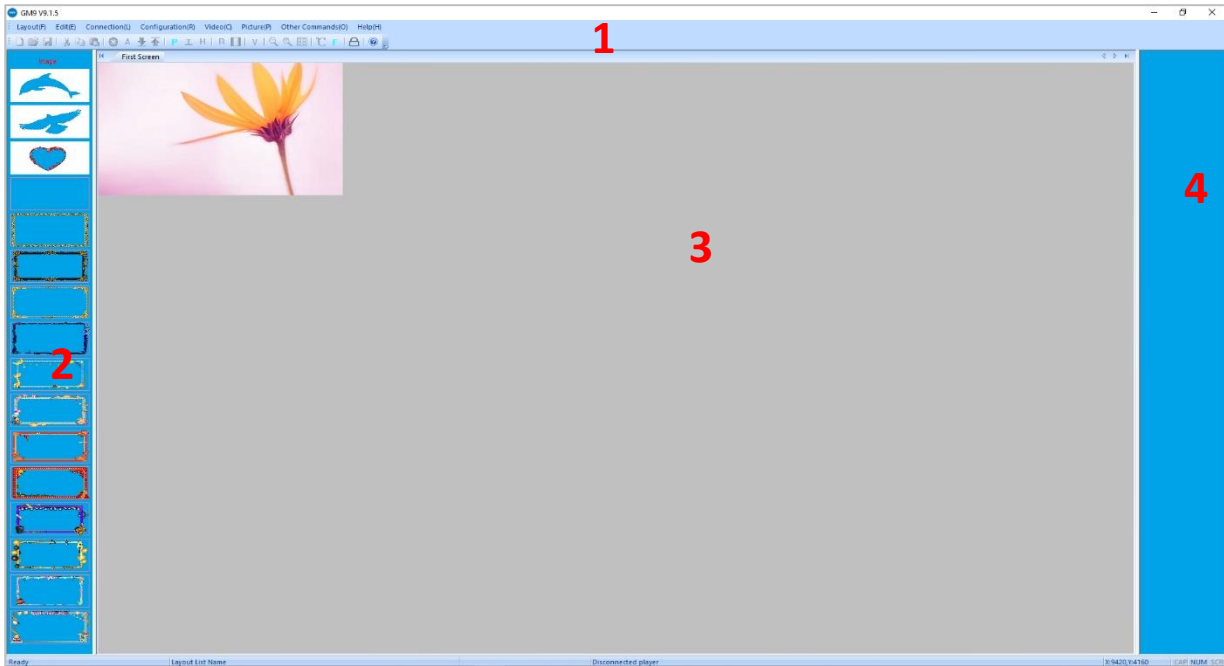 GM9 V9.1.5
Layout(F) Edit(E) Connection(L) Configuration(R) Video(C) Picture(P) Other Commands(O) Help(H)
1
Image
First Screen
2
3
4
Ready Layout List Name Disconnected player X:9420,Y:4160 CAP NUM SCR